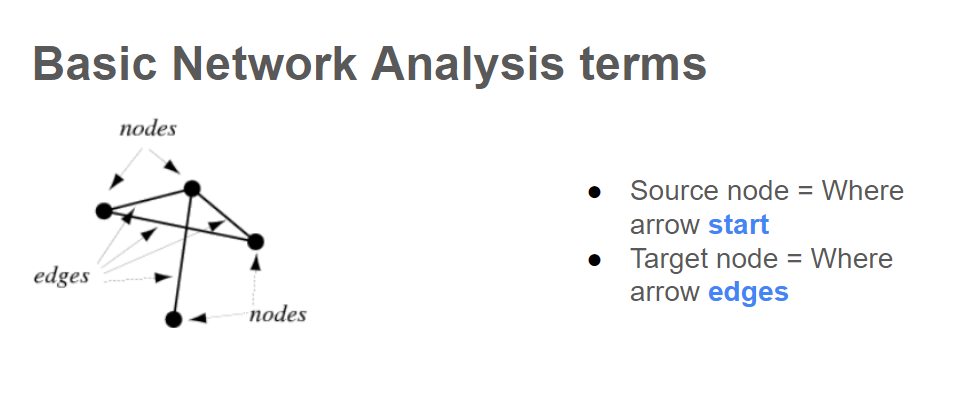 Basic Network Analysis terms
nodes
edges
nodes
● Source node = Where
arrow start
● Target node = Where
arrow edges